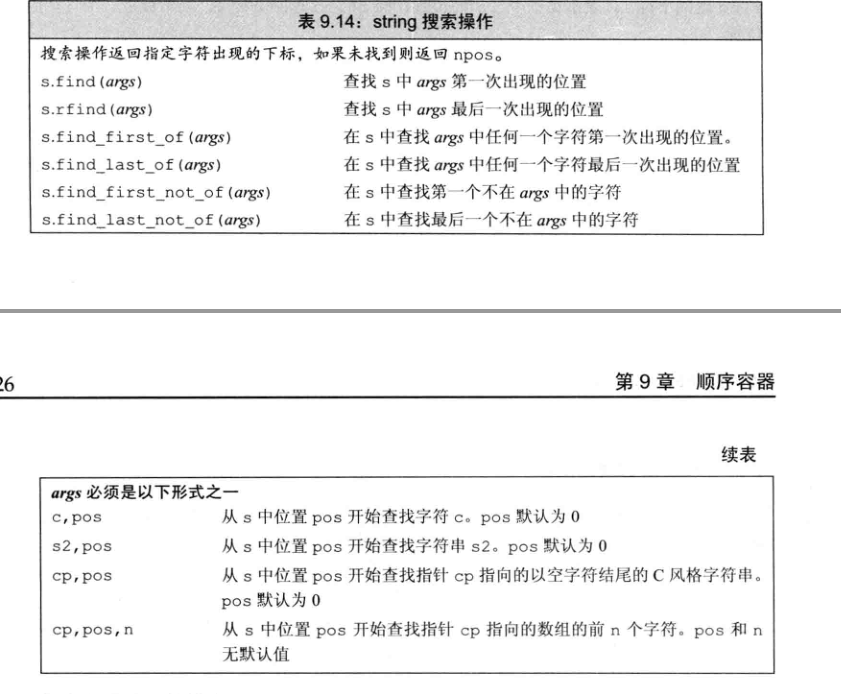 表 9.14：string 搜索操作
搜索操作返回指定字符出现的下标，如果未找到则返回 npos。
s.find(args) 查找 s 中 args 第一次出现的位置
s.rfind(args) 查找 s 中 args 最后一次出现的位置
s.find_first_of(args) 在 s 中查找 args 中任何一个字符第一次出现的位置。
s.find_last_of(args) 在 s 中查找 args 中任何一个字符最后一次出现的位置
s.find_first_not_of(args) 在 s 中查找第一个不在 args 中的字符
s.find_last_not_of(args) 在 s 中查找最后一个不在 args 中的字符
26 第 9 章 顺序容器
续表
args 必须是以下形式之一
c,pos 从 s 中位置 pos 开始查找字符 c。pos 默认为 0
s2,pos 从 s 中位置 pos 开始查找字符串 s2。pos 默认为 0
cp,pos 从 s 中位置 pos 开始查找指针 cp 指向的以空字符结尾的 C 风格字符串。
pos 默认为 0
cp,pos,n 从 s 中位置 pos 开始查找指针 cp 指向的数组的前 n 个字符。pos 和 n
无默认值